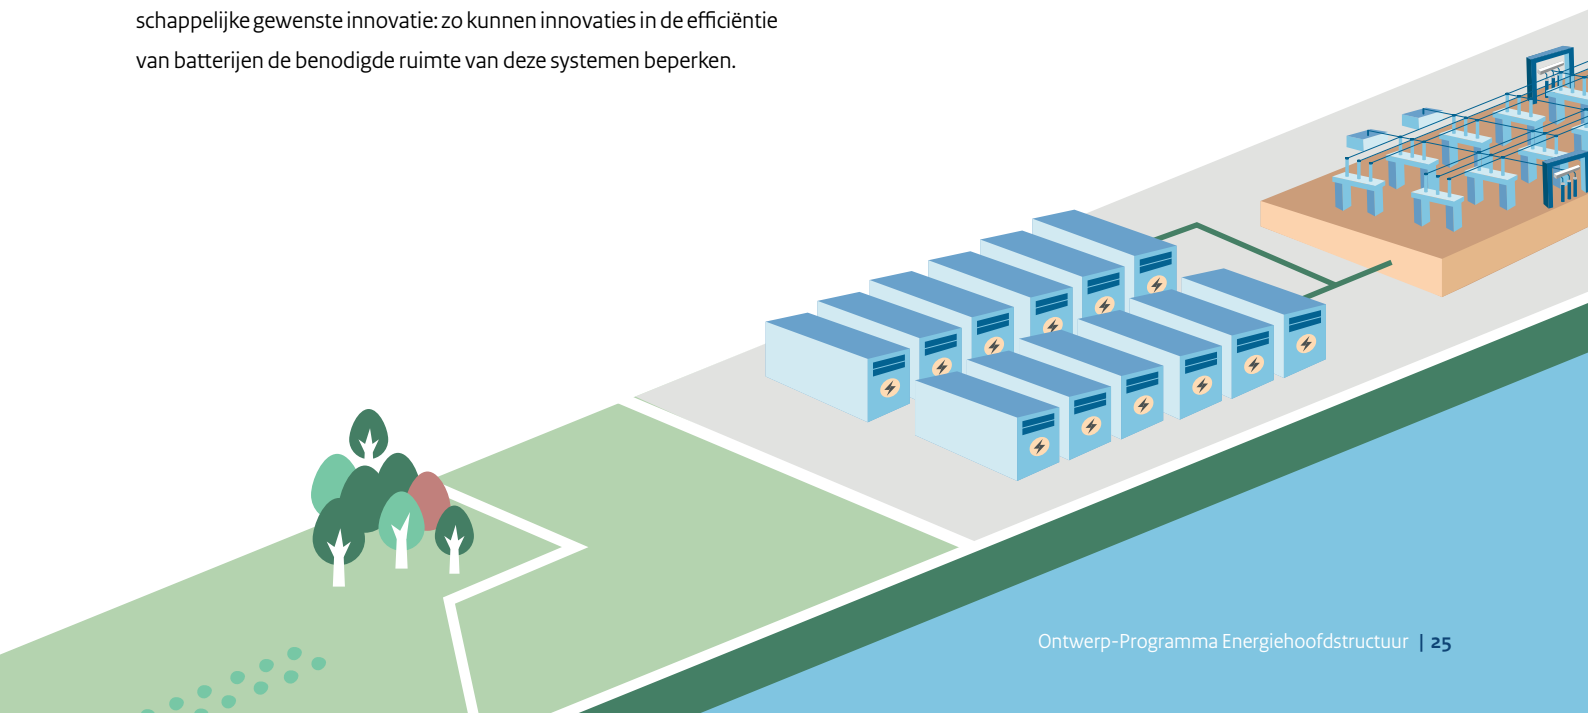 schappelijke gewenste innovatie: zo kunnen innovaties in de efficiëntie
van batterijen de benodigde ruimte van deze systemen beperken.
Ontwerp-Programma Energiehoofdstructuur | 25